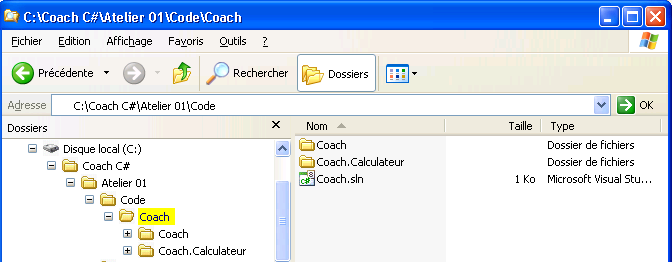 C:\Coach C#\Atelier 01\Code\Coach
Fichier Edition Affichage Favoris Outils ?
Précédente Rechercher Dossiers
Adresse C:\Coach C#\Atelier 01\Code OK
Dossiers
Nom Taille Type
Disque local (C:)
Coach C#
Atelier 01
Code
Coach
Coach
Coach.Calculateur
Coach Dossier de fichiers
Coach.Calculateur Dossier de fichiers
Coach.sln 1 Ko Microsoft Visual Stu...